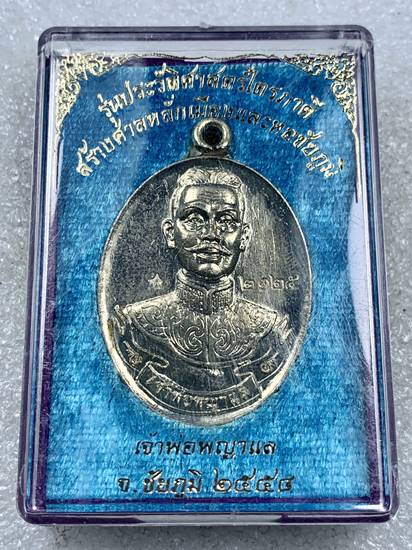 รุ่นประวัติศาสตร์ไตรภาคี
สร้างศาลหลักเมืองและหอชัยภูมิ
๒๑๒๕
เจ้าพ่อพญาแล
เจ้าพ่อพญาแล
จ.ชัยภูมิ ๒๕๕๔